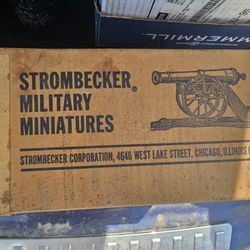 STROMBECKER®
MILITARY
MINIATURES
STROMBECKER CORPORATION, 4646 WEST LAKE STREET, CHICAGO, ILLINOIS